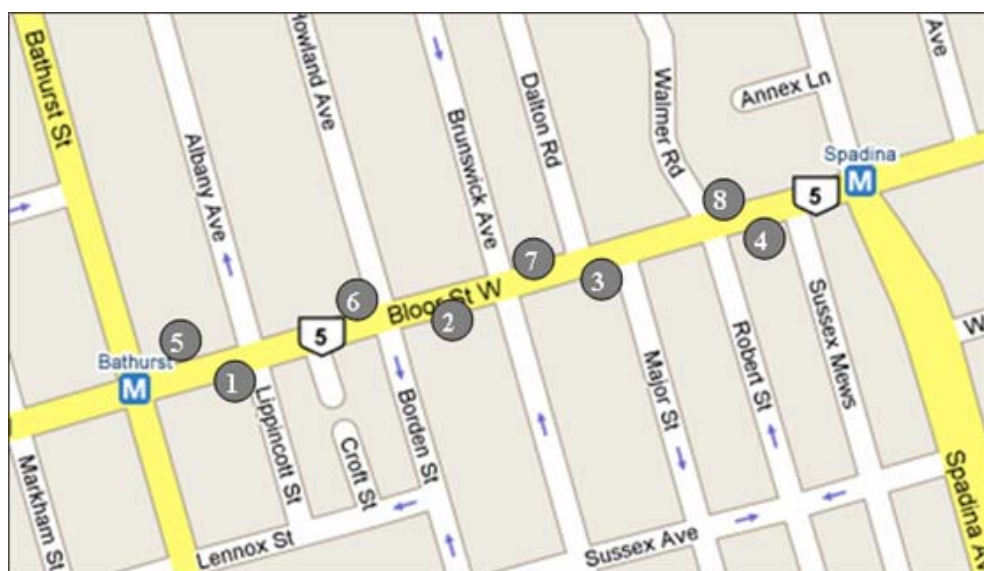 Bathurst St
Howland Ave
Ave
Albany Ave
Brunswick Ave
Dalton Rd
Walmer Rd
Annex Ln
Spadina
M
5
8
4
7
3
6
Bloor St W
2
5
5
Bathurst
M
1
Lippincott St
Croft St
Borden St
Major St
Robert St
Sussex Mews
W
Markham St
Lennox St
Sussex Ave
Spadina Av